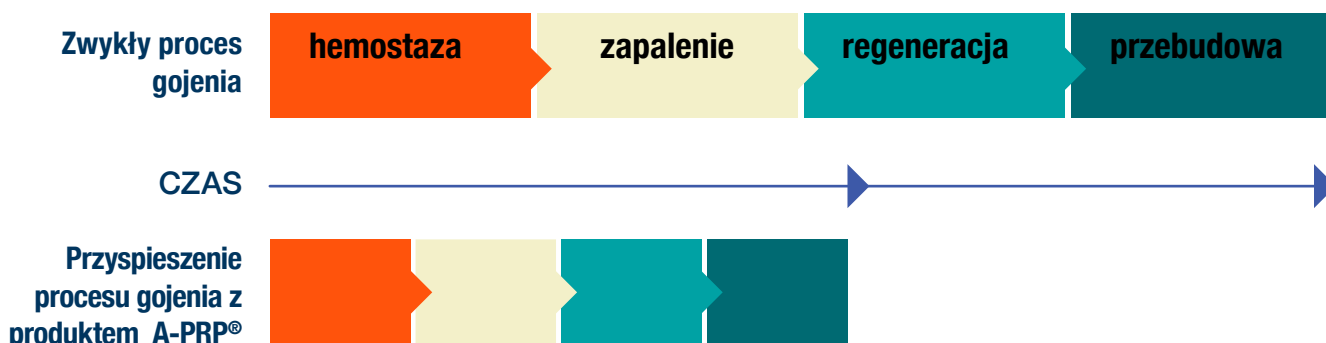 Zwykły proces
gojenia
hemostaza
zapalenie
regeneracja
przebudowa
CZAS
Przyspieszenie
procesu gojenia z
produktem A-PRP®